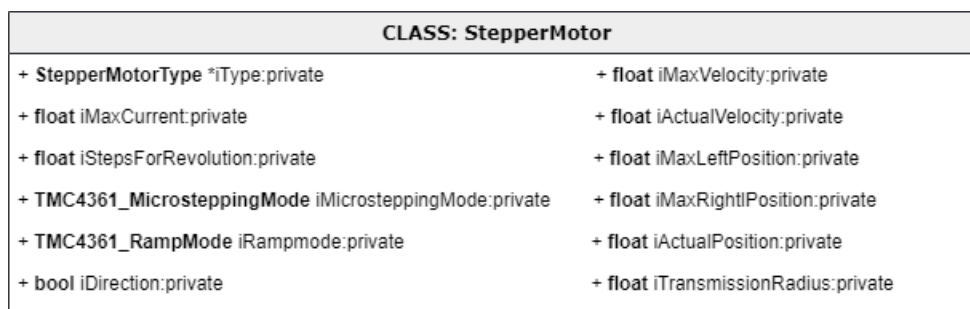 CLASS: StepperMotor
+ StepperMotorType *iType:private
+ float iMaxCurrent:private
+ float iStepsForRevolution:private
+ TMC4361_MicrosteppingMode iMicrosteppingMode:private
+ TMC4361_RampMode iRampmode:private
+ bool iDirection:private
+ float iMaxVelocity:private
+ float iActualVelocity:private
+ float iMaxLeftPosition:private
+ float iMaxRightlPosition:private
+ float iActualPosition:private
+ float iTransmissionRadius:private